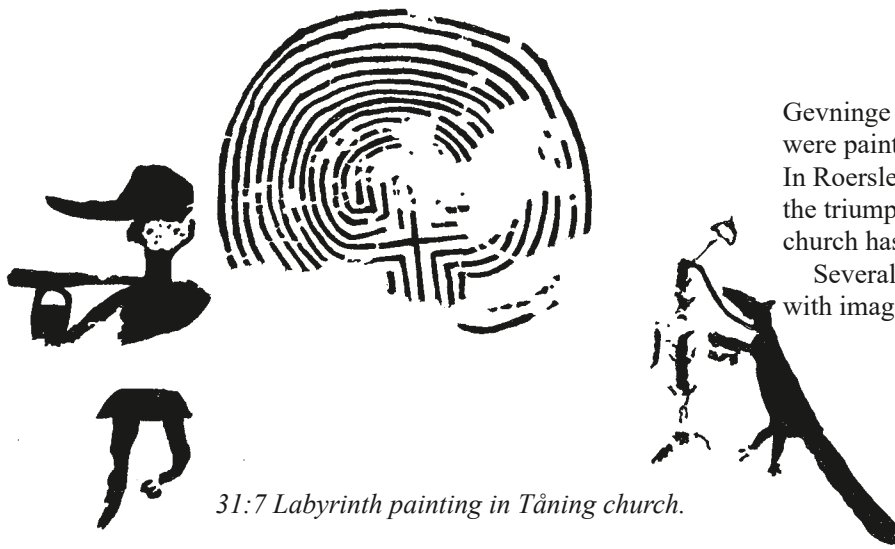 Gevninge
were paint
In Roersle
the triump
church has
Several
with imag
31:7 Labyrinth painting in Tåning church.